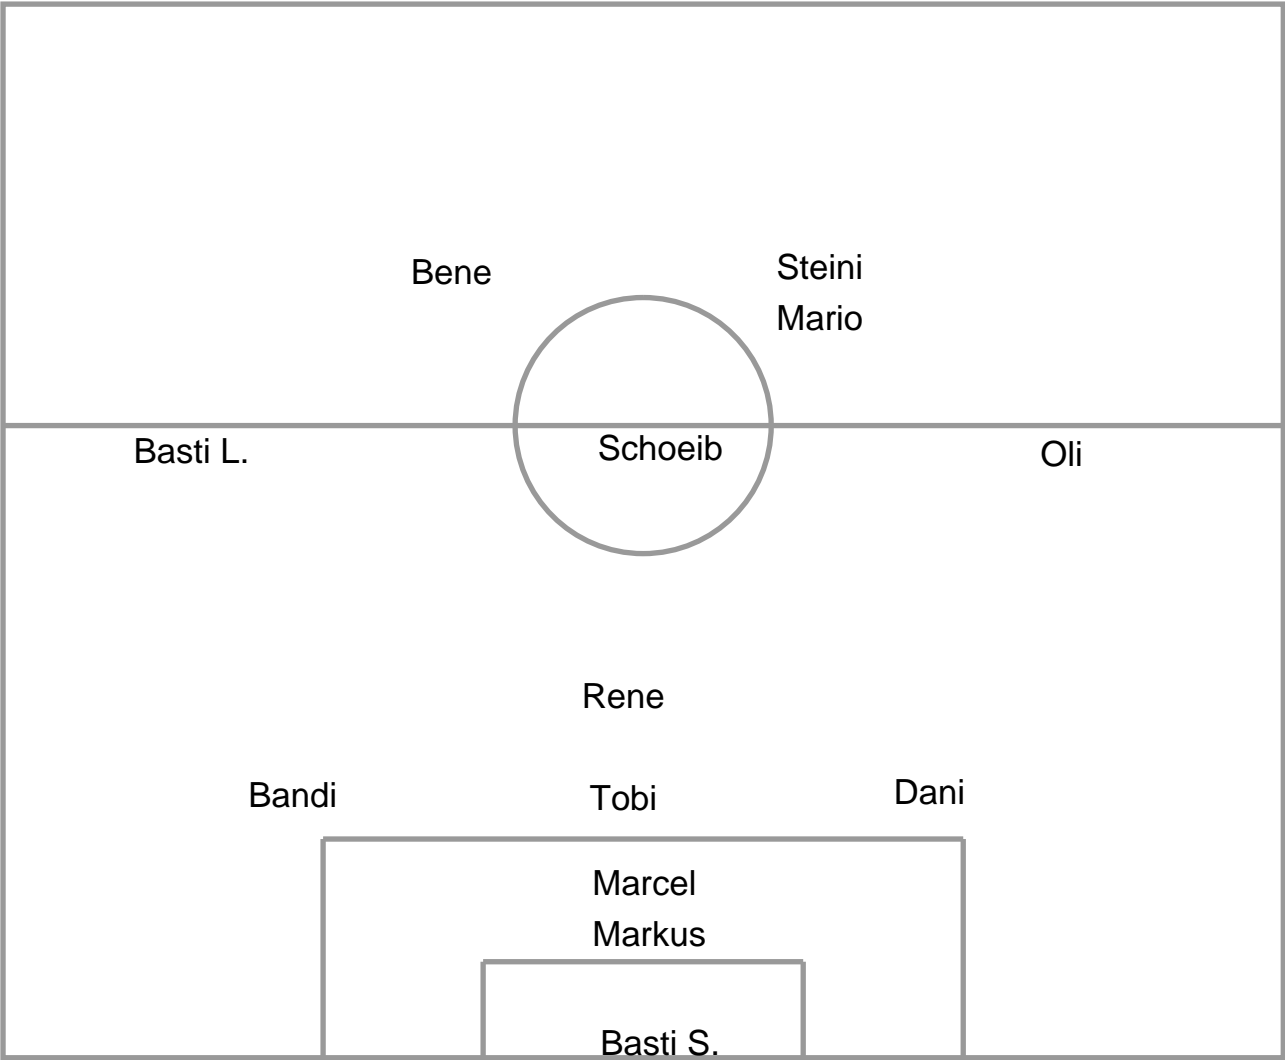 Bene
Steini
Mario
Basti L.
Schoeib
Oli
Rene
Bandi
Tobi
Dani
Marcel
Markus
Basti S.